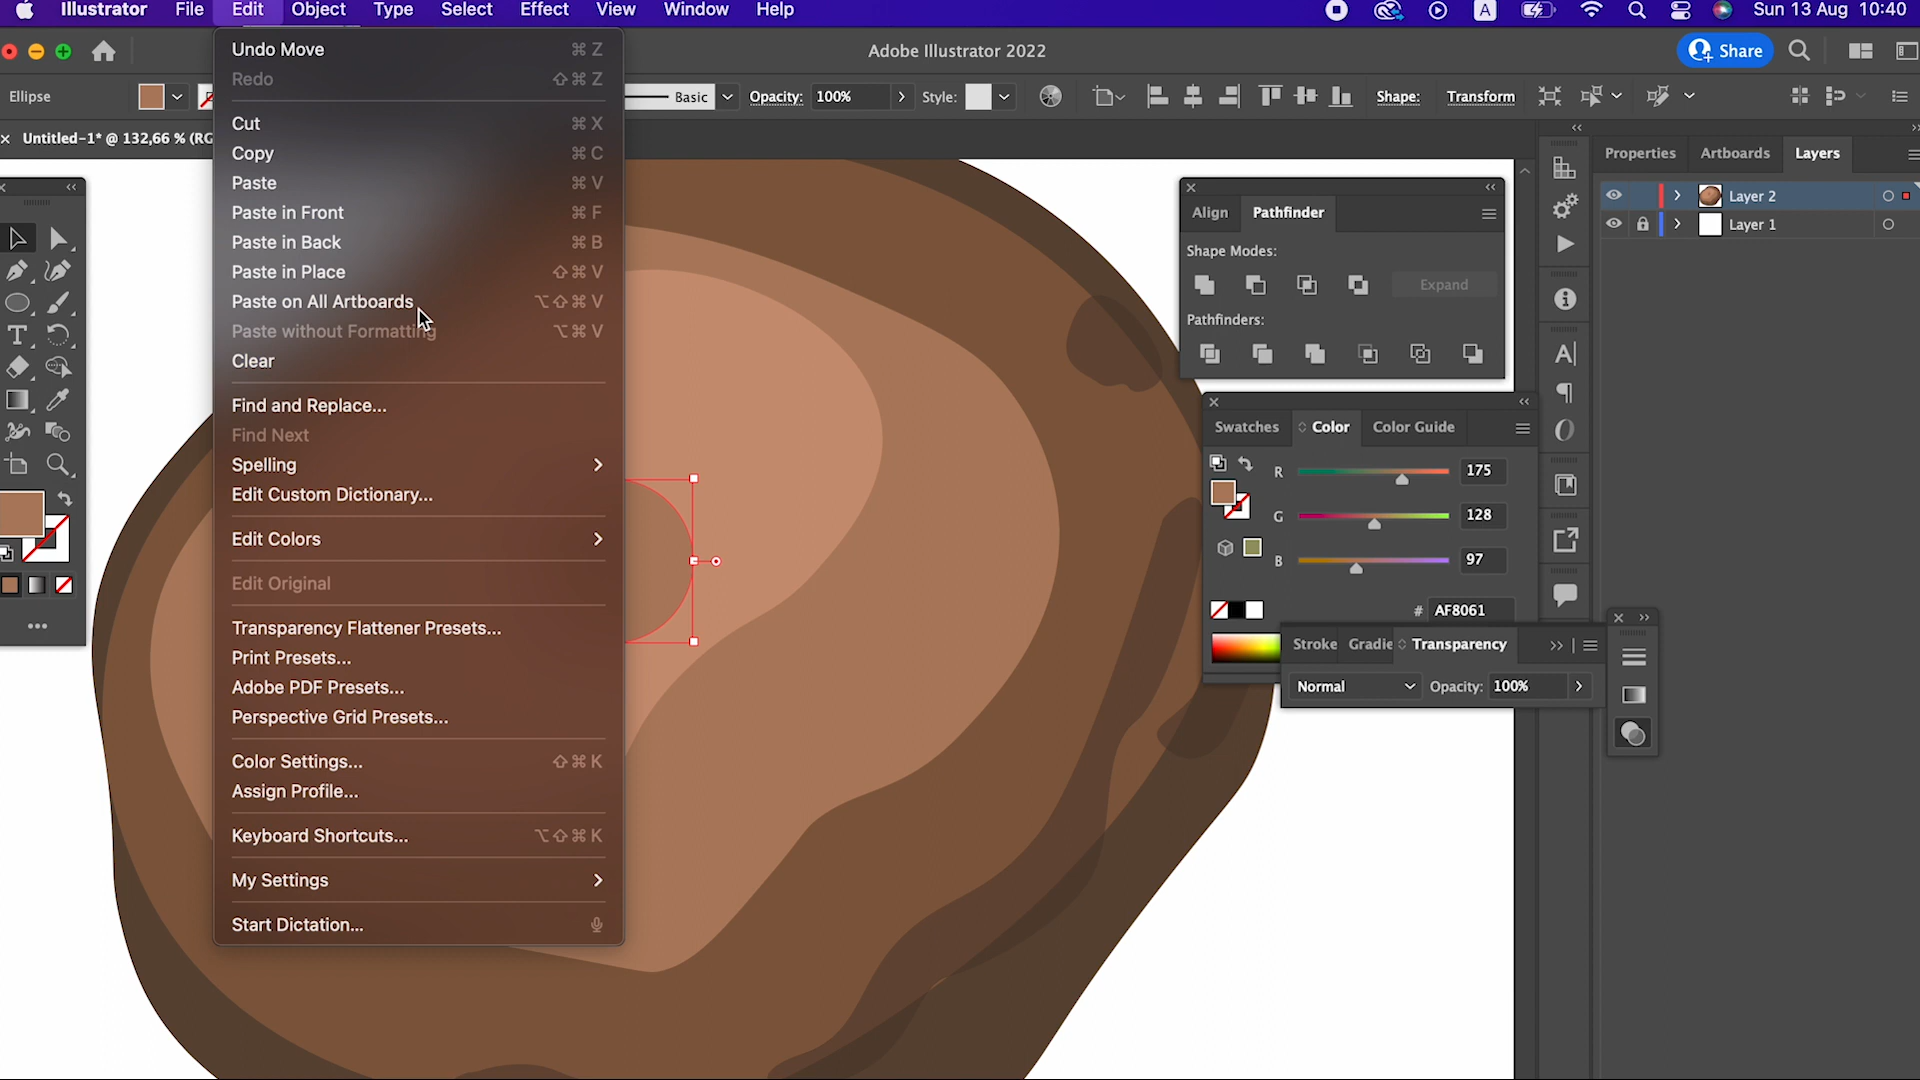 Illustrator File Edit Object Type Select Effect View Window Help
A Sun 13 Aug 10:40
Adobe Illustrator 2022
Share
Ellipse
Basic Opacity: 100% Style: Shape: Transform
× Untitled-1* @ 132,66 % (RG
Undo Move ⌘ Z
Redo ⇧⌘ Z
Cut ⌘ X
Copy ⌘ C
Paste ⌘ V
Paste in Front ⌘ F
Paste in Back ⌘ B
Paste in Place ⇧⌘ V
Paste on All Artboards ⌥⇧⌘ V
Paste without Formatting ⌥⌘ V
Clear
Find and Replace...
Find Next
Spelling
Edit Custom Dictionary...
Edit Colors
Edit Original
Transparency Flattener Presets...
Print Presets...
Adobe PDF Presets...
Perspective Grid Presets...
Color Settings... ⇧⌘ K
Assign Profile...
Keyboard Shortcuts... ⌥⇧⌘ K
My Settings
Start Dictation...
Align Pathfinder
Shape Modes:
Expand
Pathfinders:
Swatches Color Color Guide
R 175
G 128
B 97
# AF8061
Stroke Gradie Transparency
Normal Opacity: 100%
Properties Artboards Layers
Layer 2
Layer 1